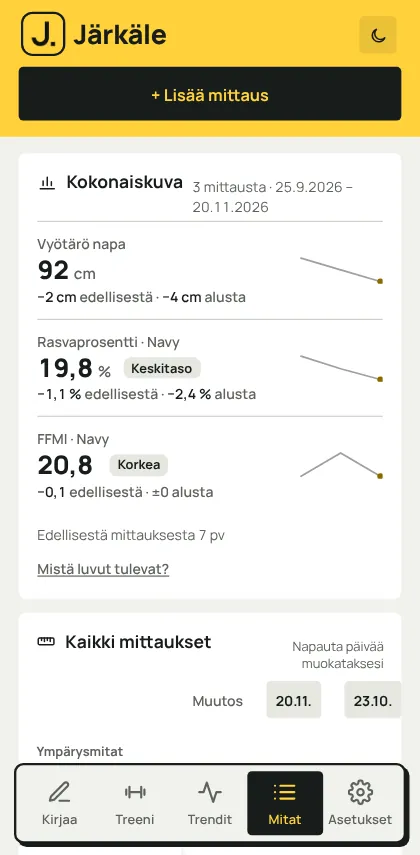 J. Järkäle
+ Lisää mittaus
Kokonaiskuva
3 mittausta · 25.9.2026 –
20.11.2026
Vyötärö napa
92 cm
−2 cm edellisestä · −4 cm alusta
Rasvaprosentti · Navy
19,8 % Keskitaso
−1,1 % edellisestä · −2,4 % alusta
FFMI · Navy
20,8 Korkea
−0,1 edellisestä · ±0 alusta
Edellisestä mittauksesta 7 pv
Mistä luvut tulevat?
Kaikki mittaukset
Napauta päivää
muokataksesi
Muutos 20.11. 23.10.
Ympärysmitat
Kirjaa Treeni Trendit Mitat Asetukset